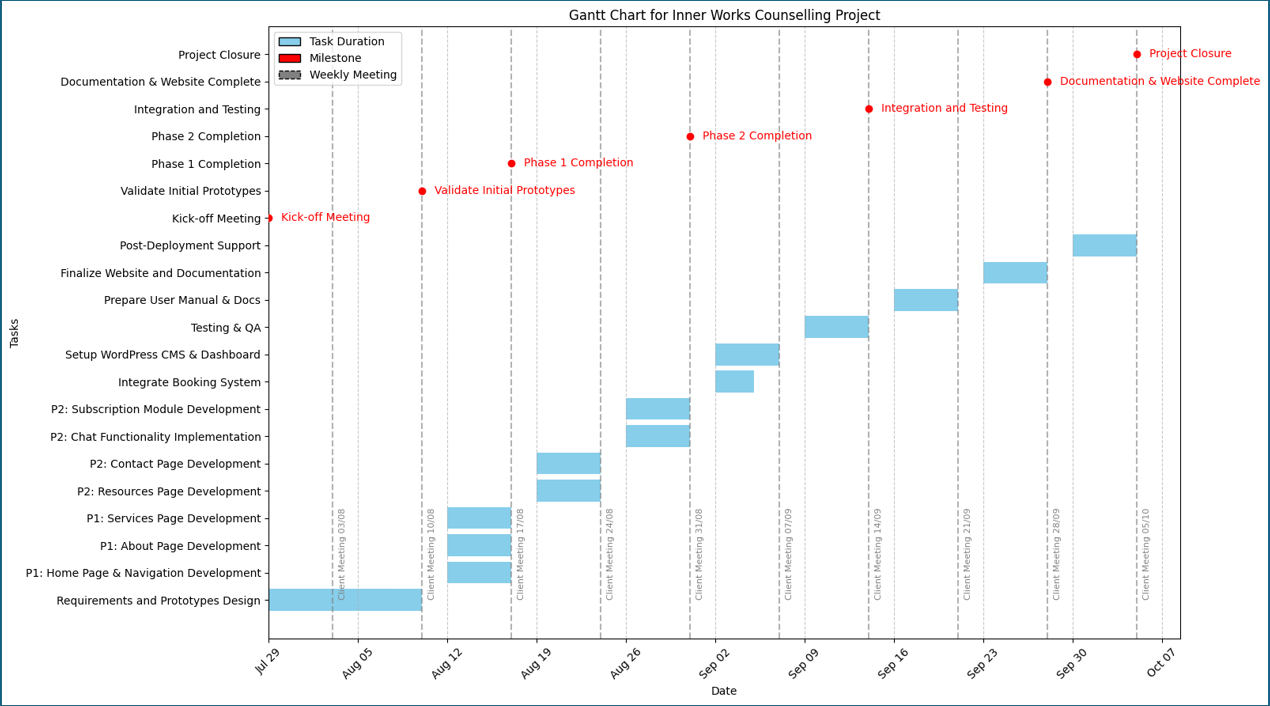 Gantt Chart for Inner Works Counselling Project
Task Duration
Milestone
Weekly Meeting
Tasks
Project Closure
Documentation & Website Complete
Integration and Testing
Phase 2 Completion
Phase 1 Completion
Validate Initial Prototypes
Kick-off Meeting
Post-Deployment Support
Finalize Website and Documentation
Prepare User Manual & Docs
Testing & QA
Setup WordPress CMS & Dashboard
Integrate Booking System
P2: Subscription Module Development
P2: Chat Functionality Implementation
P2: Contact Page Development
P2: Resources Page Development
P1: Services Page Development
P1: About Page Development
P1: Home Page & Navigation Development
Requirements and Prototypes Design
Project Closure
Documentation & Website Complete
Integration and Testing
Phase 2 Completion
Phase 1 Completion
Validate Initial Prototypes
Kick-off Meeting
Client Meeting 03/08
Client Meeting 10/08
Client Meeting 17/08
Client Meeting 24/08
Client Meeting 31/08
Client Meeting 07/09
Client Meeting 14/09
Client Meeting 21/09
Client Meeting 28/09
Client Meeting 05/10
Jul 29
Aug 05
Aug 12
Aug 19
Aug 26
Sep 02
Sep 09
Sep 16
Sep 23
Sep 30
Oct 07
Date